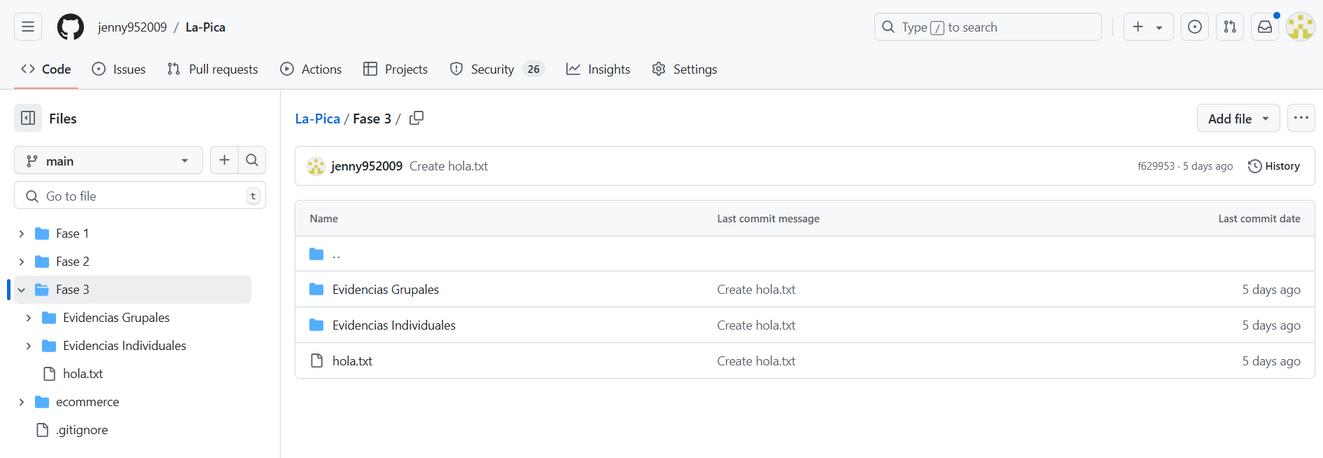 jenny952009 / La-Pica
Type / to search
Code
Issues
Pull requests
Actions
Projects
Security 26
Insights
Settings
Files
main
Go to file
t
Fase 1
Fase 2
Fase 3
Evidencias Grupales
Evidencias Individuales
hola.txt
ecommerce
.gitignore
La-Pica / Fase 3 /
Add file
jenny952009 Create hola.txt
f629953 · 5 days ago
History
Name Last commit message Last commit date
..
Evidencias Grupales Create hola.txt 5 days ago
Evidencias Individuales Create hola.txt 5 days ago
hola.txt Create hola.txt 5 days ago